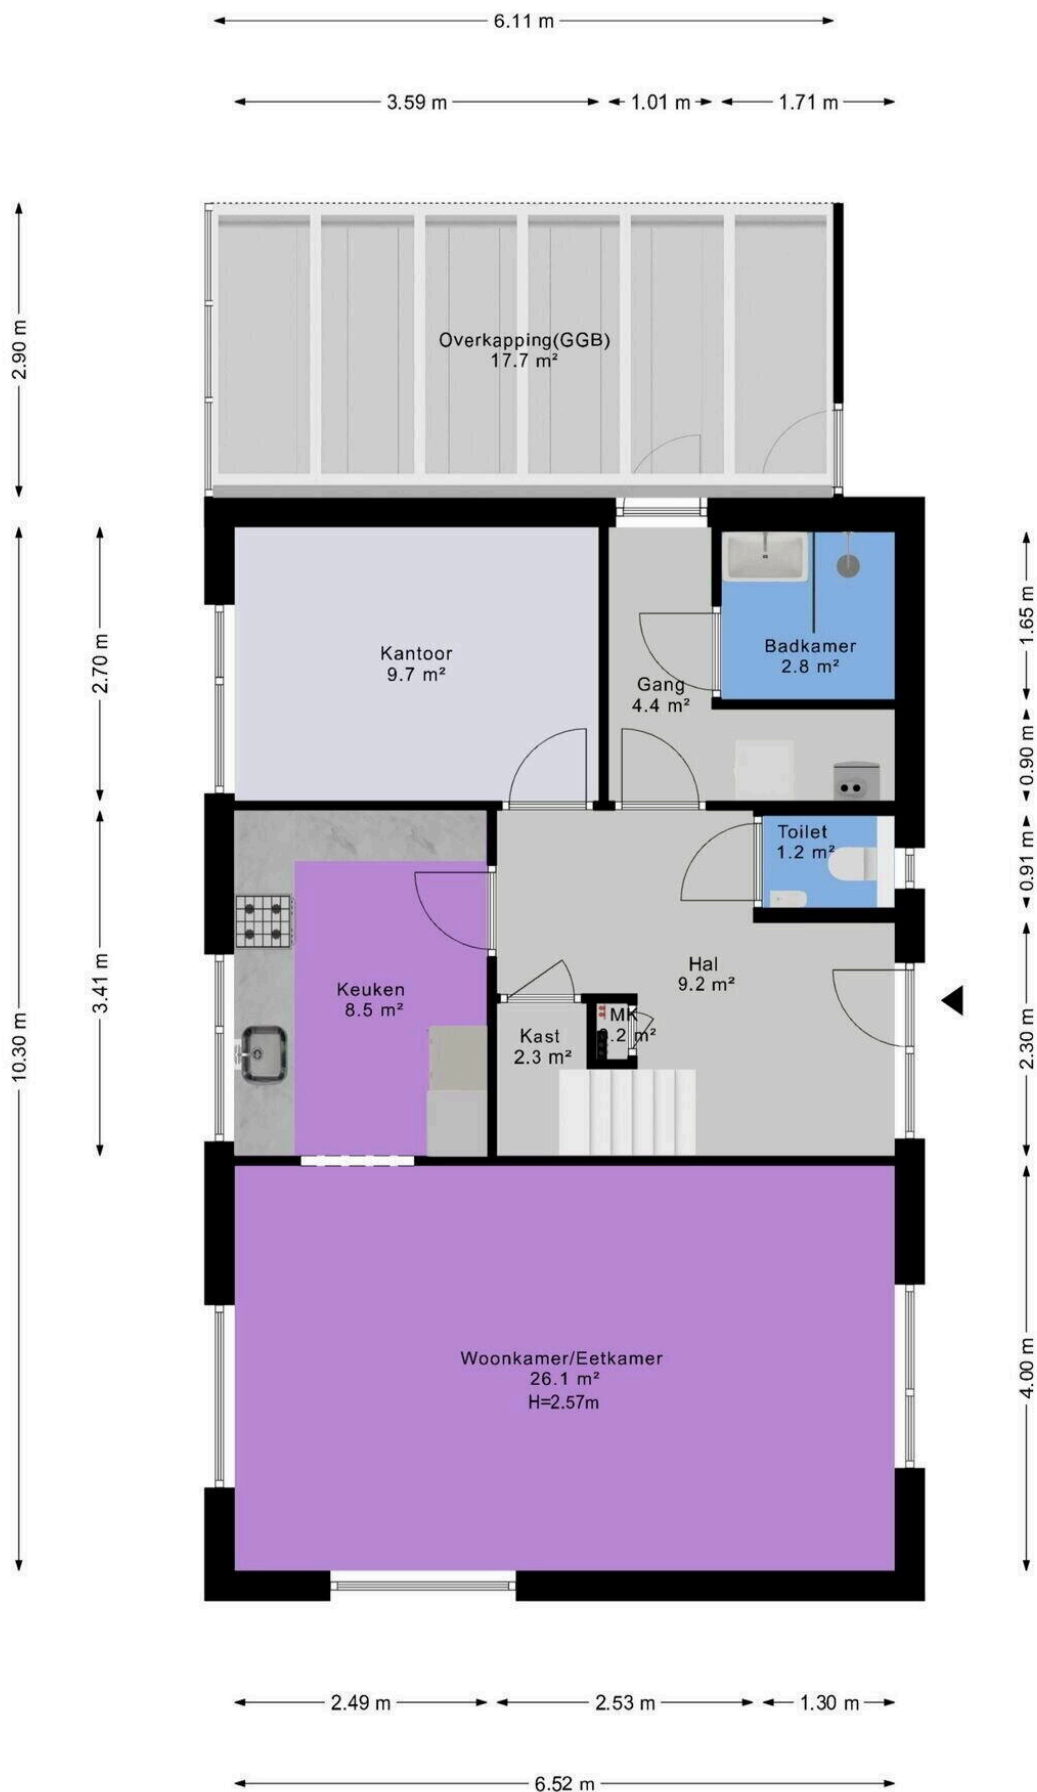 6.11 m
3.59 m
1.01 m
1.71 m
2.90 m
Overkapping(GGB)
17.7 m²
10.30 m
2.70 m
3.41 m
Kantoor
9.7 m²
Gang
4.4 m²
Badkamer
2.8 m²
1.65 m
0.90 m
0.91 m
2.30 m
4.00 m
Toilet
1.2 m²
Keuken
8.5 m²
Hal
9.2 m²
Kast
2.3 m²
MK
.2 m²
Woonkamer/Eetkamer
26.1 m²
H=2.57m
2.49 m
2.53 m
1.30 m
6.52 m